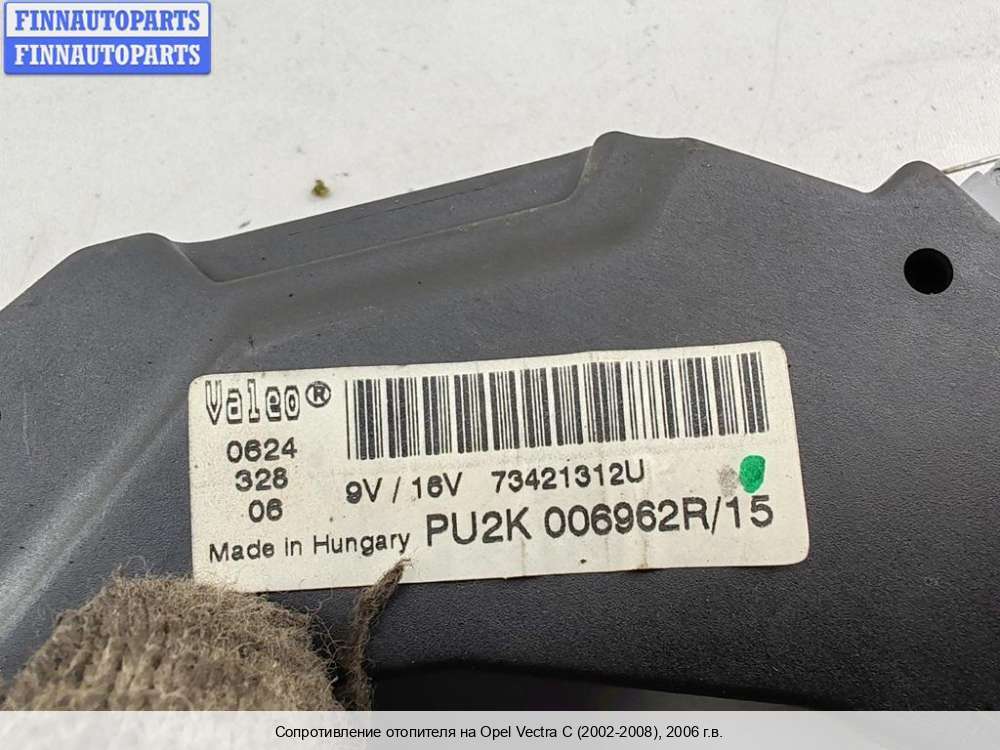 FINNAUTOPARTS
FINNAUTOPARTS
Valeo®
0624
328
06
9V / 16V 73421312U
Made in Hungary PU2K 006962R/15
Сопротивление отопителя на Opel Vectra C (2002-2008), 2006 г.в.